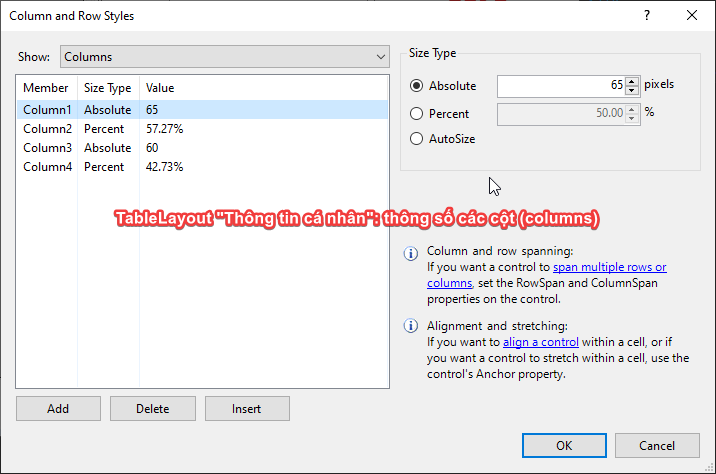 Column and Row Styles
Show: Columns
Member Size Type Value
Column1 Absolute 65
Column2 Percent 57.27%
Column3 Absolute 60
Column4 Percent 42.73%
Add Delete Insert
Size Type
Absolute 65 pixels
Percent 50.00 %
AutoSize
TableLayout "Thông tin cá nhân": thông số các cột (columns)
Column and row spanning:
If you want a control to span multiple rows or
columns, set the RowSpan and ColumnSpan
properties on the control.
Alignment and stretching:
If you want to align a control within a cell, or if
you want a control to stretch within a cell, use the
control's Anchor property.
OK Cancel